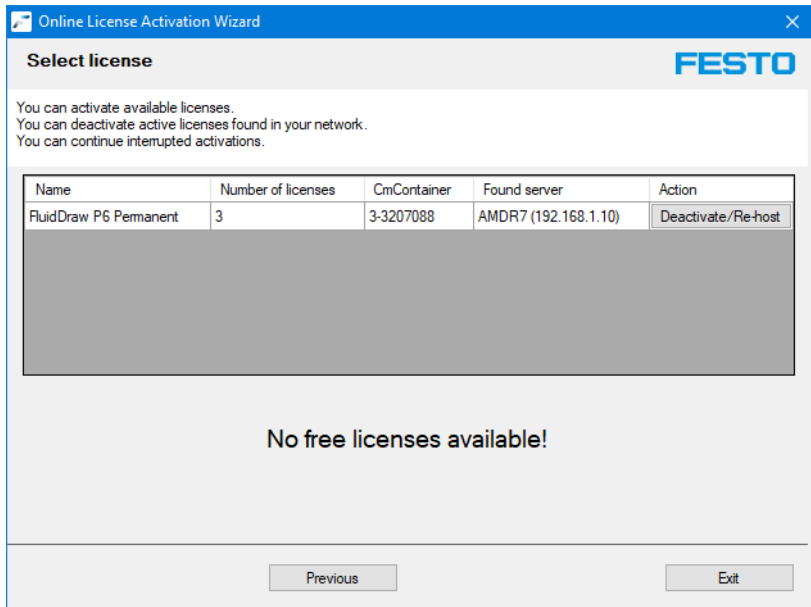 Online License Activation Wizard
Select license
FESTO
You can activate available licenses.
You can deactivate active licenses found in your network.
You can continue interrupted activations.
Name Number of licenses CmContainer Found server Action
FluidDraw P6 Permanent 3 3-3207088 AMDR7 (192.168.1.10) Deactivate/Re-host
No free licenses available!
Previous Exit